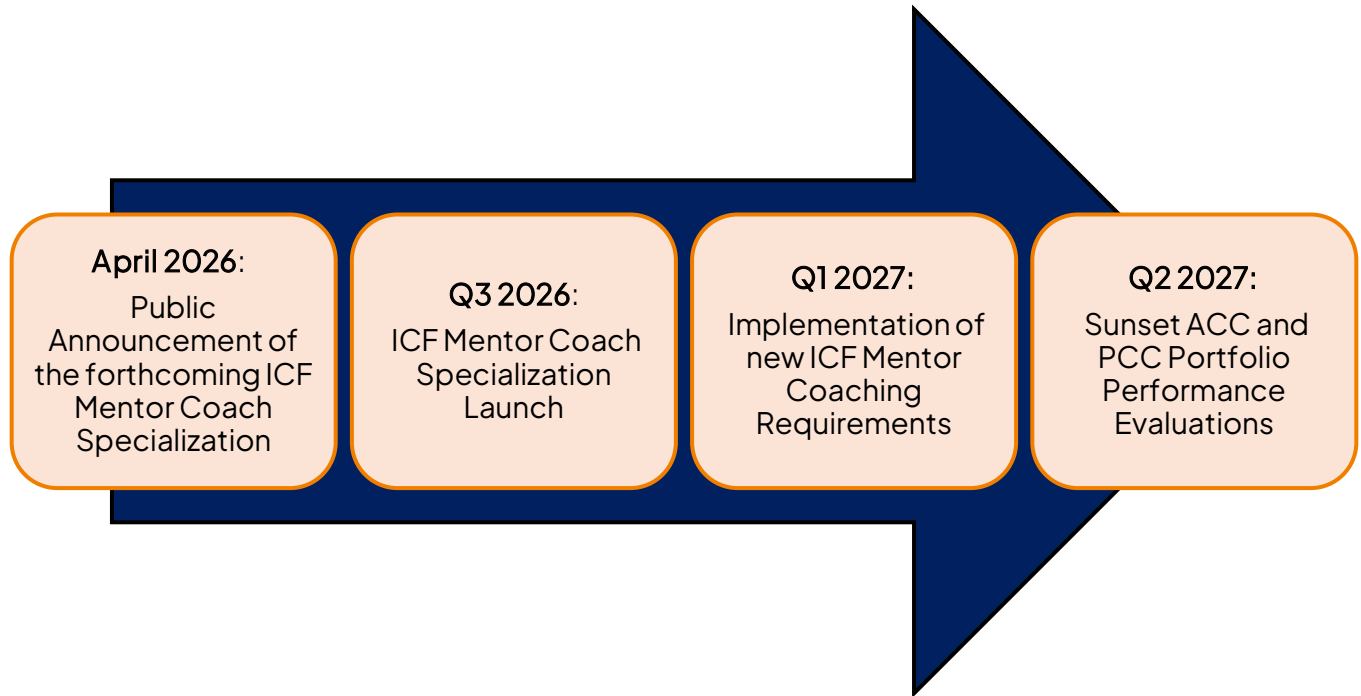 April 2026:
Public
Announcement of
the forthcoming ICF
Mentor Coach
Specialization
Q3 2026:
ICF Mentor Coach
Specialization
Launch
Q1 2027:
Implementation of
new ICF Mentor
Coaching
Requirements
Q2 2027:
Sunset ACC and
PCC Portfolio
Performance
Evaluations